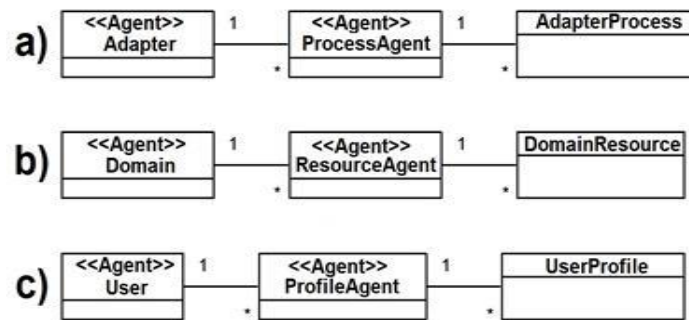 a)
<<Agent>>
Adapter
1
*
<<Agent>>
ProcessAgent
1
*
AdapterProcess
b)
<<Agent>>
Domain
1
*
<<Agent>>
ResourceAgent
1
*
DomainResource
c)
<<Agent>>
User
1
*
<<Agent>>
ProfileAgent
1
*
UserProfile